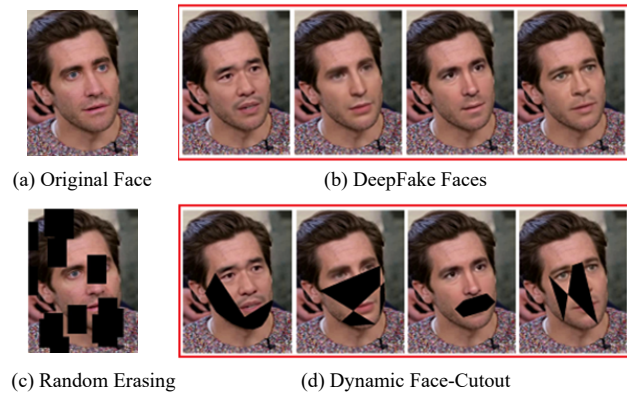 (a) Original Face
(b) DeepFake Faces
(c) Random Erasing
(d) Dynamic Face-Cutout